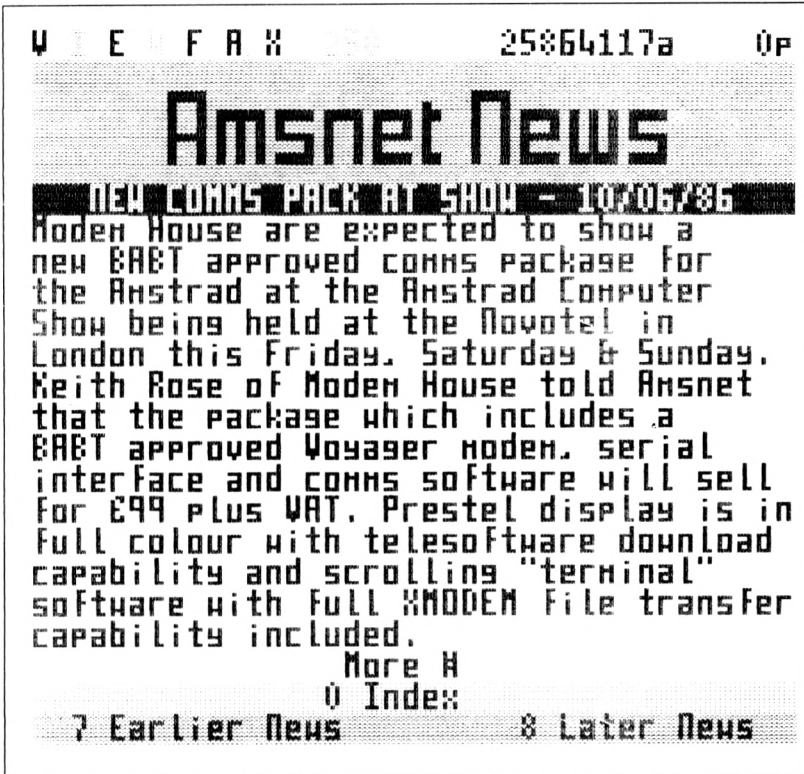 V I E W F A X 258 25864117a 0p
Amsnet News
NEW COMMS PACK AT SHOW - 10/06/86
Modem House are expected to show a
new BABT approved comms package for
the Amstrad at the Amstrad Computer
Show being held at the Novotel in
London this Friday, Saturday & Sunday.
Keith Rose of Modem House told Amsnet
that the package which includes a
BABT approved Voyager modem, serial
interface and comms software will sell
for £99 plus VAT. Prestel display is in
full colour with telesoftware download
capability and scrolling "terminal"
software with full XMODEM file transfer
capability included.
More #
0 Index
7 Earlier News 8 Later News